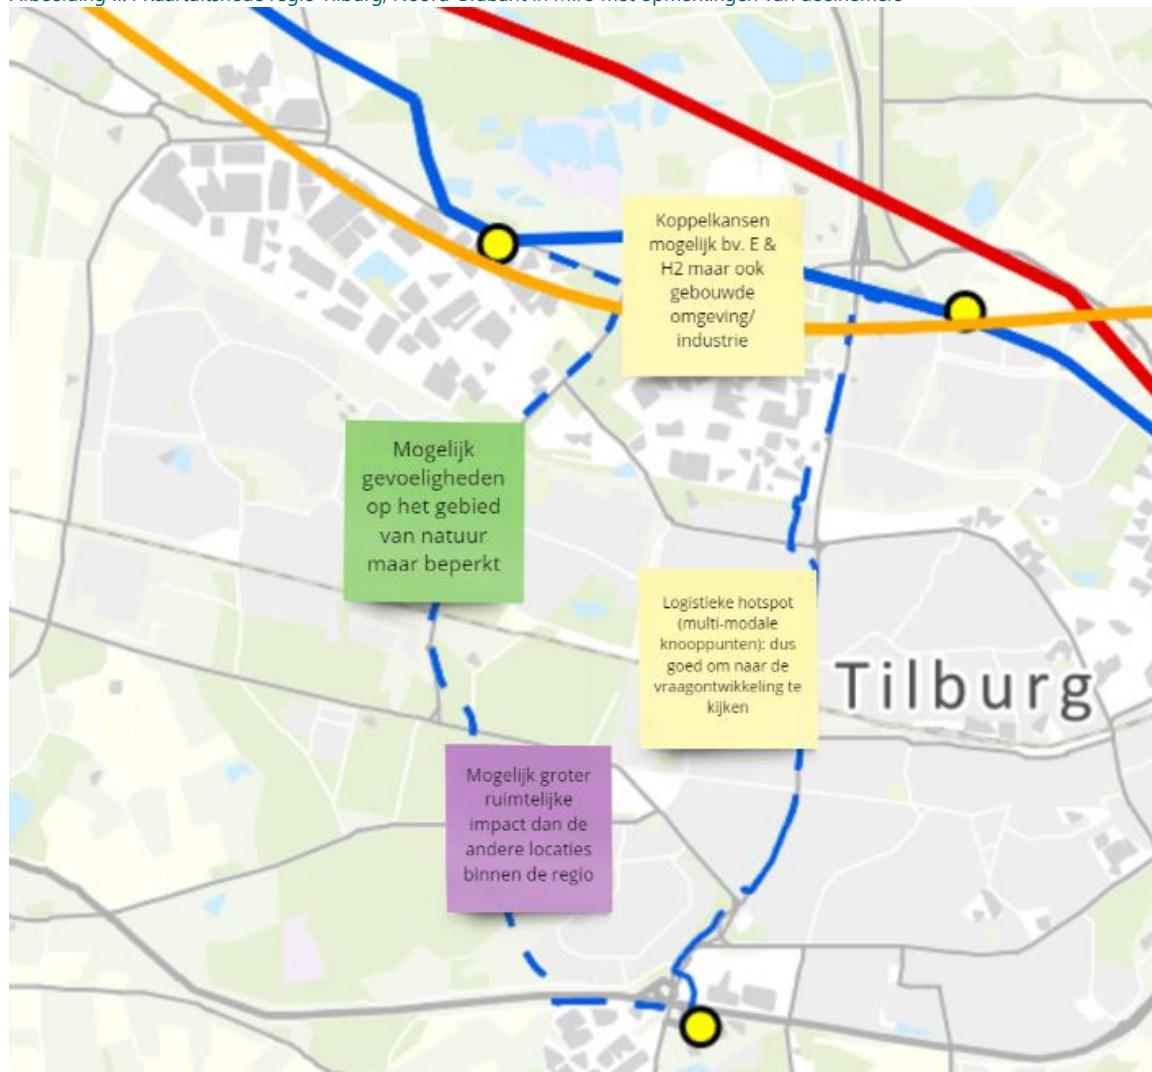 Koppelkansen
mogelijk bv. E &
H2 maar ook
gebouwde
omgeving/
industrie
Mogelijk
gevoeligheden
op het gebied
van natuur
maar beperkt
Logistieke hotspot
(multi-modale
knooppunten): dus
goed om naar de
vraagontwikkeling te
kijken
Tilburg
Mogelijk groter
ruimtelijke
impact dan de
andere locaties
binnen de regio